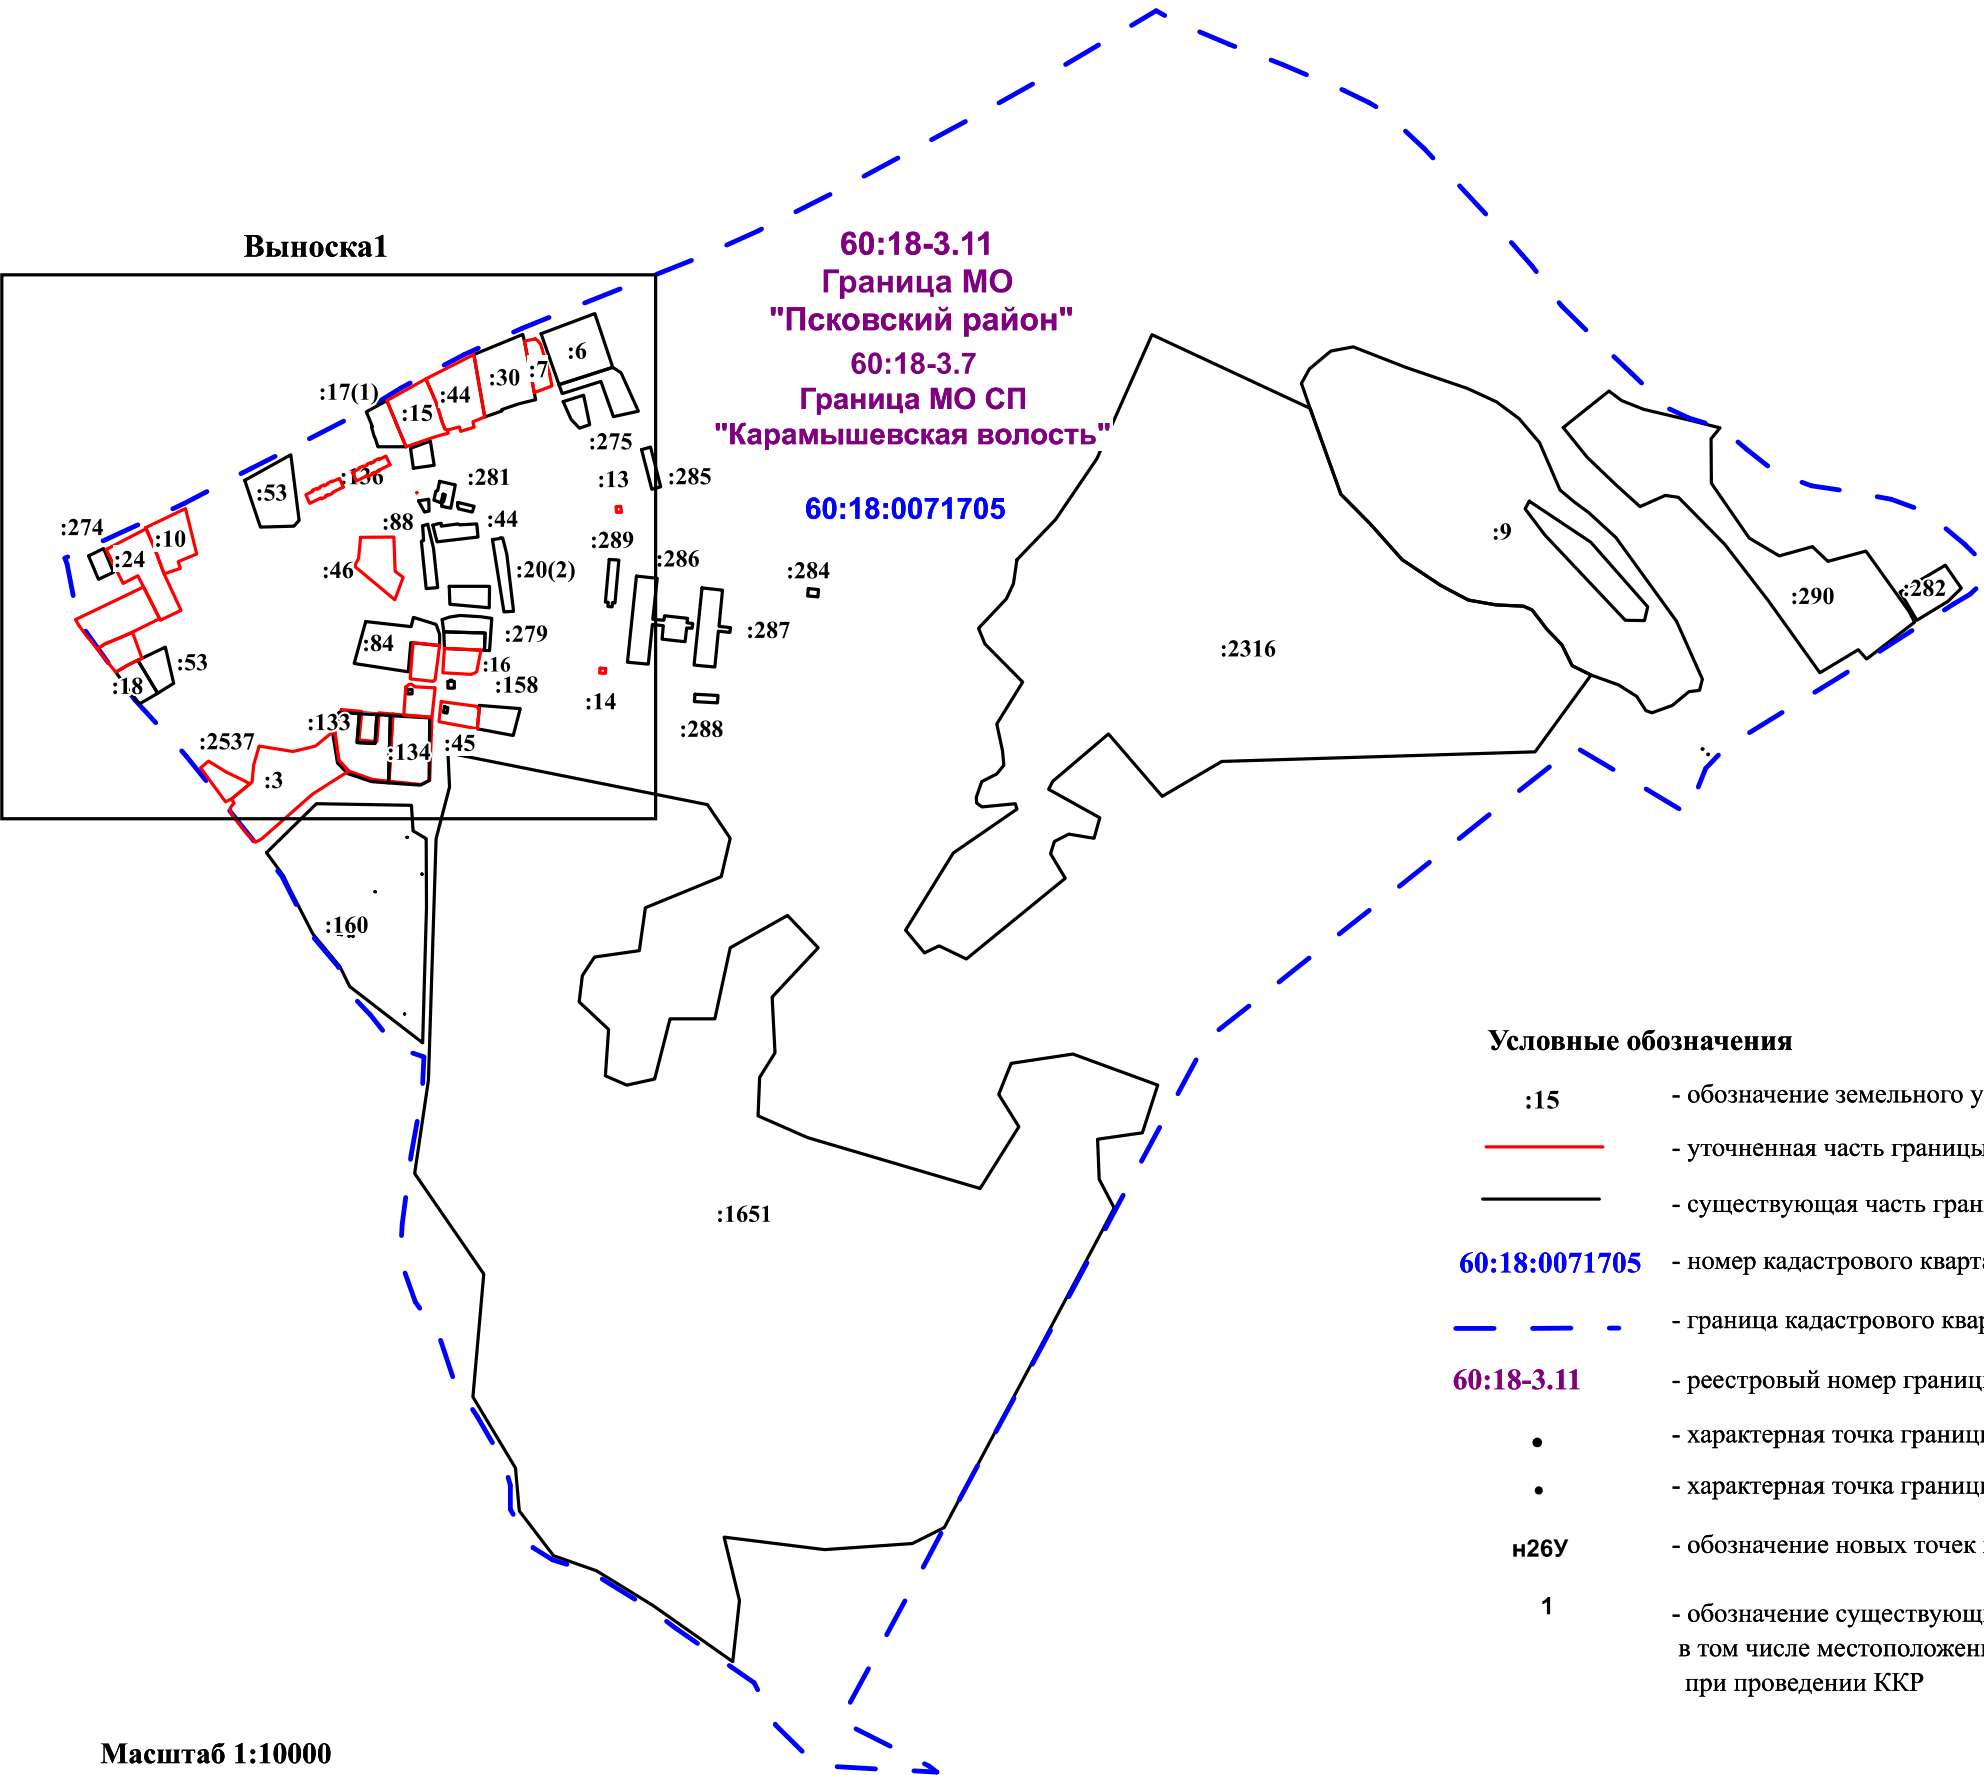 60:18-3.11
Граница МО
"Псковский район"
60:18-3.7
Граница МО СП
"Карамышевская волость"
60:18:0071705
Выноска1
:6
:7
:30
:44
:17(1)
:15
:275
:136
:53
:281
:13
:285
:274
:10
:24
:88
:44
:289
:286
:46
:20(2)
:284
:9
:290
:282
:84
:279
:287
:2316
:53
:16
:18
:158
:14
:133
:288
:2537
:134
:45
:3
:160
:1651
Условные обозначения
:15 - обозначение земельного у
- уточненная часть границы
- существующая часть гран
60:18:0071705 - номер кадастрового кварта
- граница кадастрового квар
60:18-3.11 - реестровый номер границ
- характерная точка границ
- характерная точка границ
н26У - обозначение новых точек
1 - обозначение существующ
в том числе местоположен
при проведении ККР
Масштаб 1:10000